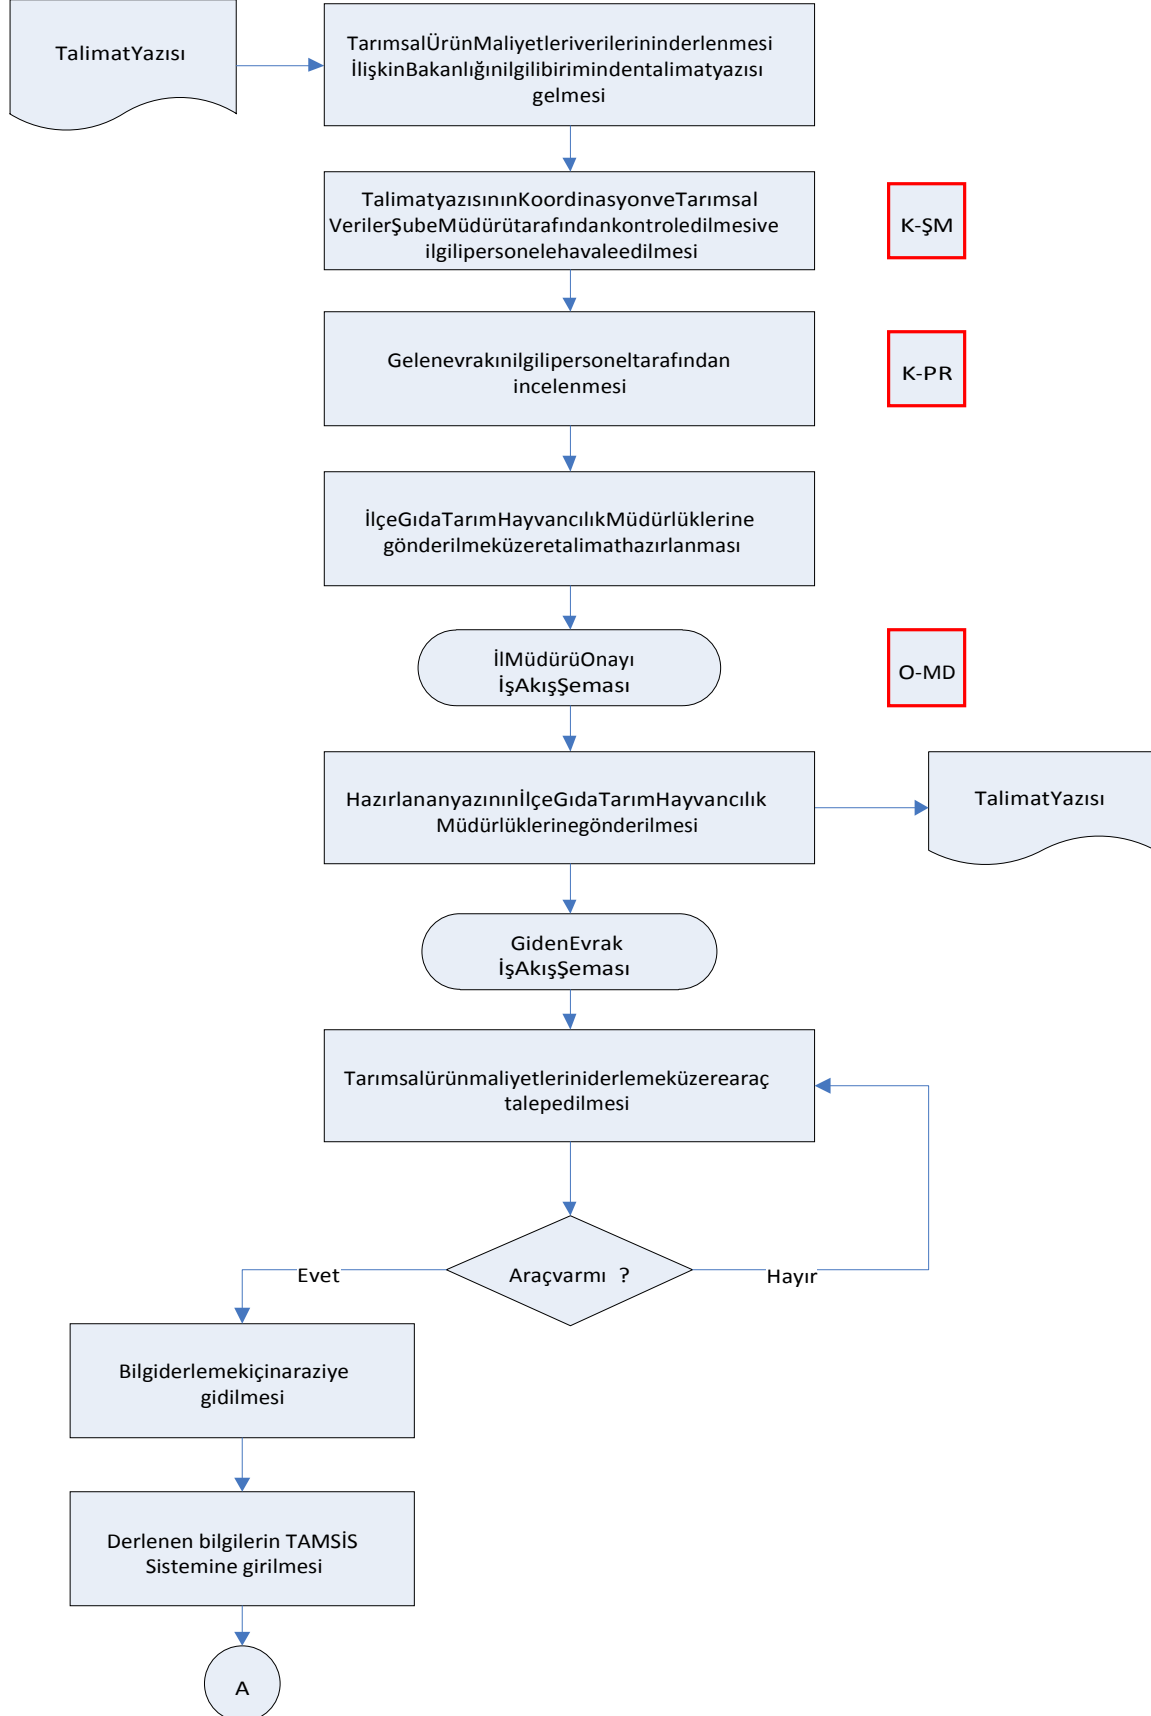 TalimatYazısı
TarımsalÜrünMaliyetleriverilerininderlenmesi
İlişkinBakanlığınilgilibirimindentalimatyazısı
gelmesi
TalimatyazısınınKoordinasyonveTarımsal
VerilerŞubeMüdürütarafındankontroledilmesive
ilgilipersonelehavaleedilmesi
K-ŞM
Gelenevrakınilgilipersoneltarafından
incelenmesi
K-PR
İlçeGıdaTarımHayvancılıkMüdürlüklerine
gönderilmeküzeretalimathazırlanması
İlMüdürüOnayı
İşAkışŞeması
O-MD
HazırlananyazınınİlçeGıdaTarımHayvancılık
Müdürlüklerinegönderilmesi
TalimatYazısı
GidenEvrak
İşAkışŞeması
Tarımsalürünmaliyetleriniderlemeküzerearaç
talepedilmesi
Evet
Araçvarmı ?
Hayır
Bilgiderlemekiçinaraziye
gidilmesi
Derlenen bilgilerin TAMSİS
Sistemine girilmesi
A